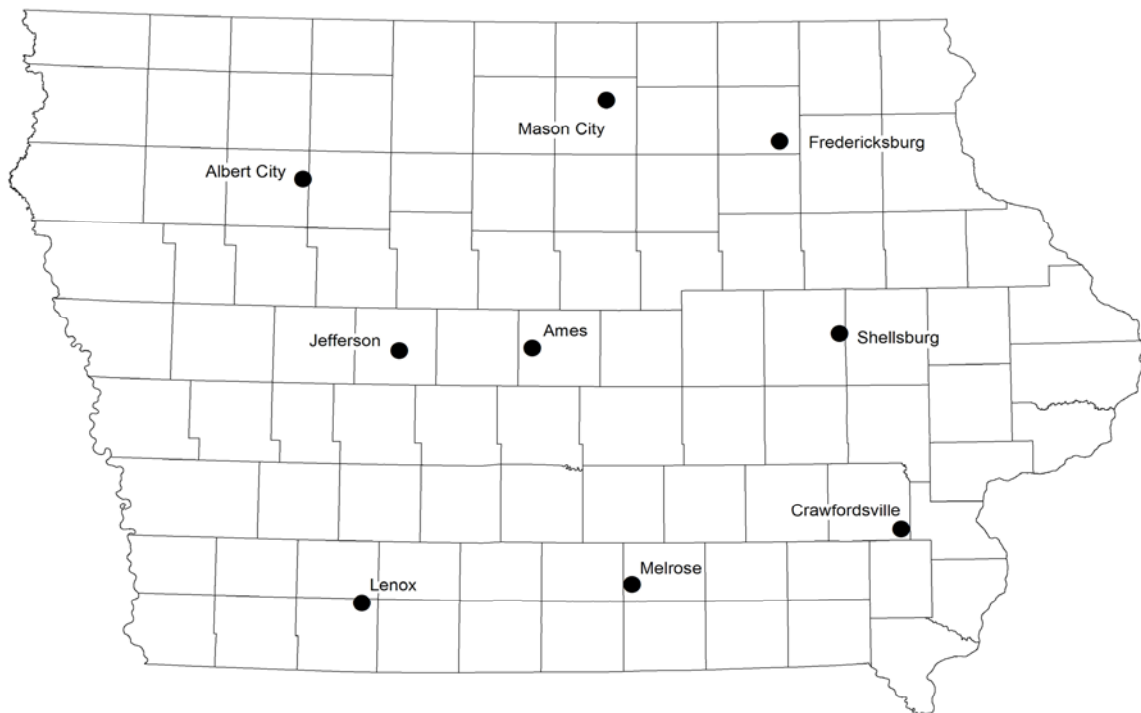 Mason City
Fredericksburg
Albert City
Ames
Jefferson
Shellsburg
Crawfordsville
Melrose
Lenox